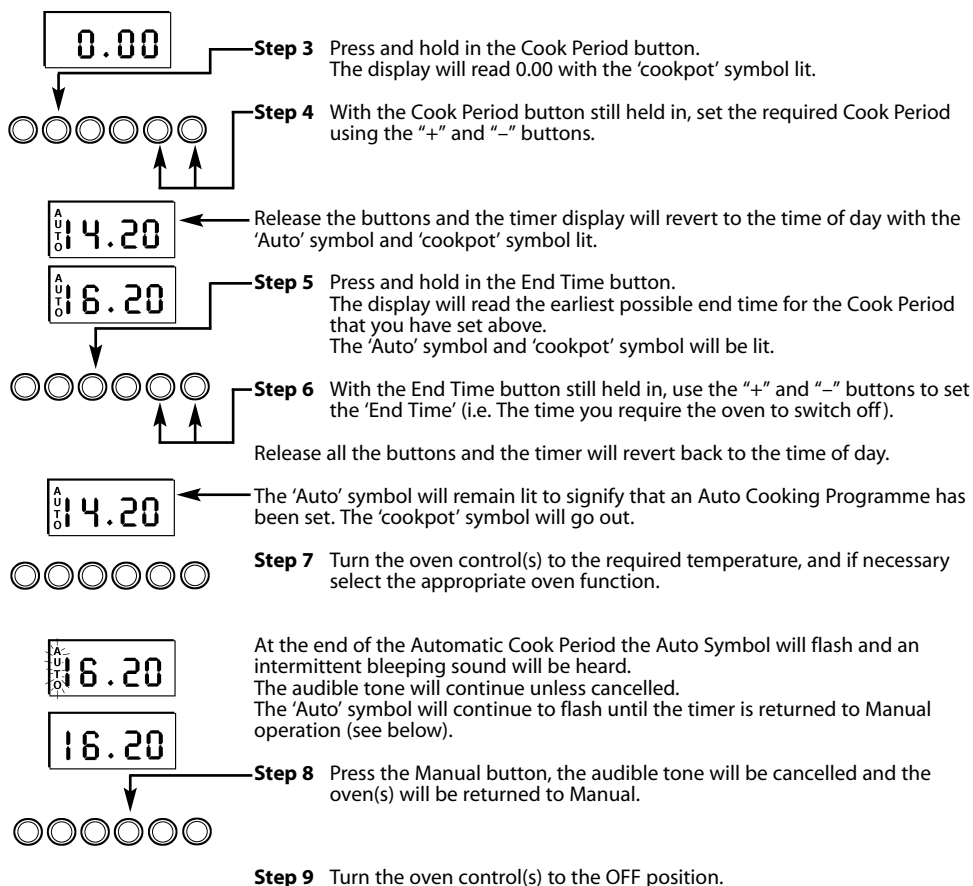 0.00
Step 3 Press and hold in the Cook Period button.
The display will read 0.00 with the ‘cookpot’ symbol lit.
Step 4 With the Cook Period button still held in, set the required Cook Period
using the “+” and “–” buttons.
AUTO 14.20
Release the buttons and the timer display will revert to the time of day with the
‘Auto’ symbol and ‘cookpot’ symbol lit.
AUTO 16.20
Step 5 Press and hold in the End Time button.
The display will read the earliest possible end time for the Cook Period
that you have set above.
The ‘Auto’ symbol and ‘cookpot’ symbol will be lit.
Step 6 With the End Time button still held in, use the “+” and “–” buttons to set
the ‘End Time’ (i.e. The time you require the oven to switch off).
Release all the buttons and the timer will revert back to the time of day.
AUTO 14.20
The ‘Auto’ symbol will remain lit to signify that an Auto Cooking Programme has
been set. The ‘cookpot’ symbol will go out.
Step 7 Turn the oven control(s) to the required temperature, and if necessary
select the appropriate oven function.
AUTO 16.20
At the end of the Automatic Cook Period the Auto Symbol will flash and an
intermittent bleeping sound will be heard.
The audible tone will continue unless cancelled.
The ‘Auto’ symbol will continue to flash until the timer is returned to Manual
operation (see below).
16.20
Step 8 Press the Manual button, the audible tone will be cancelled and the
oven(s) will be returned to Manual.
Step 9 Turn the oven control(s) to the OFF position.